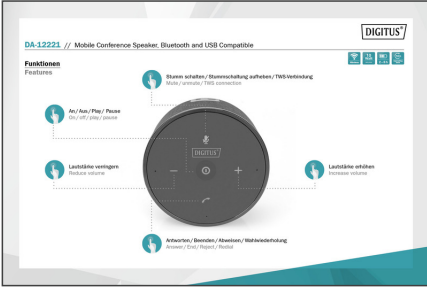 DIGITUS®
DA-12221 // Mobile Conference Speaker, Bluetooth and USB Compatible
Funktionen
Features
Stumm schalten / Stummschaltung aufheben / TWS-Verbindung
Mute / unmute / TWS connection
An / Aus / Play / Pause
On / off / play / pause
DIGITUS
Lautstärke verringern
Reduce volume
Lautstärke erhöhen
Increase volume
Antworten / Beenden / Abweisen / Wahlwiederholung
Answer / End / Reject / Redial